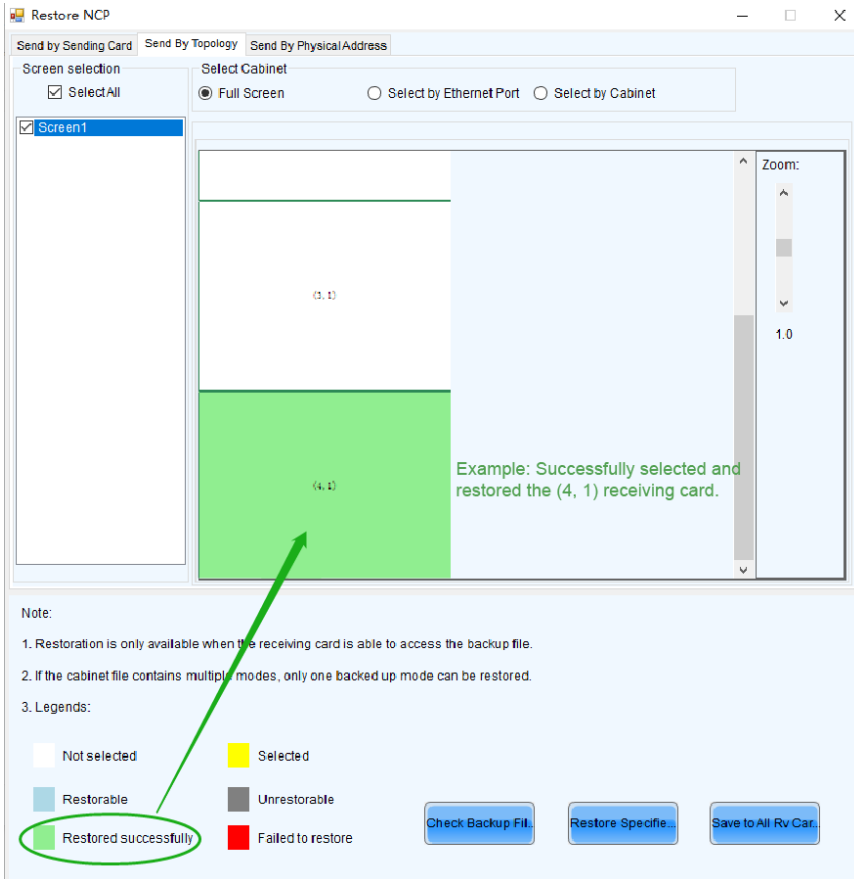 Restore NCP
Send by Sending Card
Send By Topology
Send By Physical Address
Screen selection
SelectAll
Select Cabinet
Full Screen
Select by Ethernet Port
Select by Cabinet
Screen1
Zoom:
1.0
(3, 1)
(4, 1)
Example: Successfully selected and
restored the (4, 1) receiving card.
Note:
1. Restoration is only available when the receiving card is able to access the backup file.
2. If the cabinet file contains multiple modes, only one backed up mode can be restored.
3. Legends:
Not selected
Selected
Restorable
Unrestorable
Restored successfully
Failed to restore
Check Backup Fil..
Restore Specifie...
Save to All Rv Car..